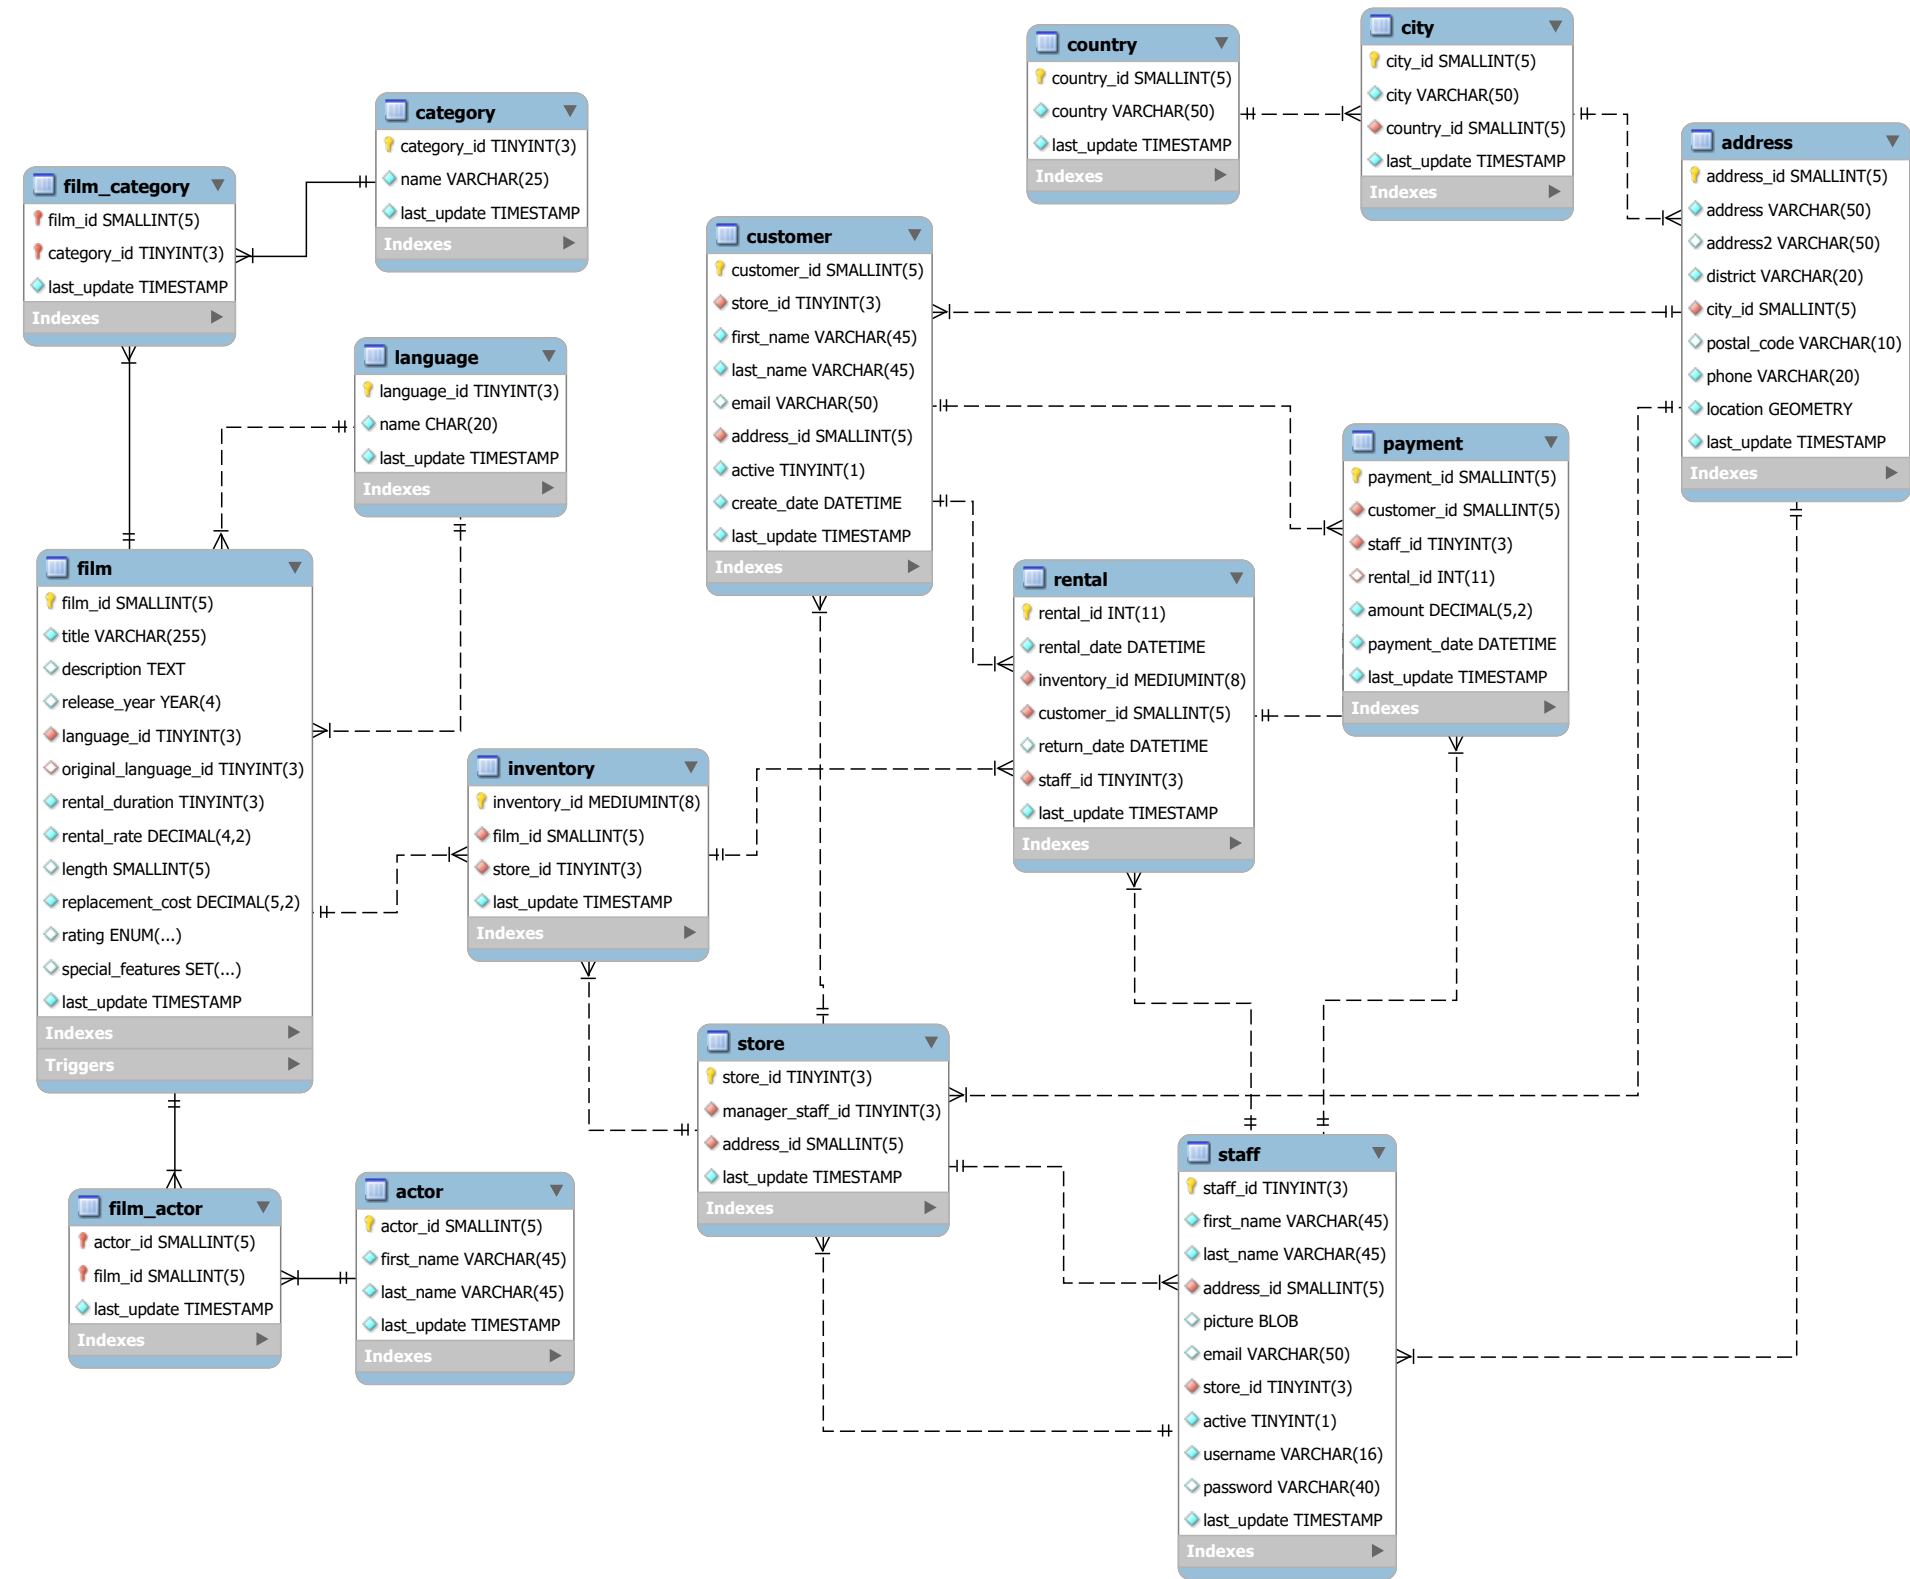 country
country_id SMALLINT(5)
country VARCHAR(50)
last_update TIMESTAMP
Indexes
city
city_id SMALLINT(5)
city VARCHAR(50)
country_id SMALLINT(5)
last_update TIMESTAMP
Indexes
address
address_id SMALLINT(5)
address VARCHAR(50)
address2 VARCHAR(50)
district VARCHAR(20)
city_id SMALLINT(5)
postal_code VARCHAR(10)
phone VARCHAR(20)
location GEOMETRY
last_update TIMESTAMP
Indexes
category
category_id TINYINT(3)
name VARCHAR(25)
last_update TIMESTAMP
Indexes
film_category
film_id SMALLINT(5)
category_id TINYINT(3)
last_update TIMESTAMP
Indexes
customer
customer_id SMALLINT(5)
store_id TINYINT(3)
first_name VARCHAR(45)
last_name VARCHAR(45)
email VARCHAR(50)
address_id SMALLINT(5)
active TINYINT(1)
create_date DATETIME
last_update TIMESTAMP
Indexes
language
language_id TINYINT(3)
name CHAR(20)
last_update TIMESTAMP
Indexes
payment
payment_id SMALLINT(5)
customer_id SMALLINT(5)
staff_id TINYINT(3)
rental_id INT(11)
amount DECIMAL(5,2)
payment_date DATETIME
last_update TIMESTAMP
Indexes
film
film_id SMALLINT(5)
title VARCHAR(255)
description TEXT
release_year YEAR(4)
language_id TINYINT(3)
original_language_id TINYINT(3)
rental_duration TINYINT(3)
rental_rate DECIMAL(4,2)
length SMALLINT(5)
replacement_cost DECIMAL(5,2)
rating ENUM(...)
special_features SET(...)
last_update TIMESTAMP
Indexes
Triggers
rental
rental_id INT(11)
rental_date DATETIME
inventory_id MEDIUMINT(8)
customer_id SMALLINT(5)
return_date DATETIME
staff_id TINYINT(3)
last_update TIMESTAMP
Indexes
inventory
inventory_id MEDIUMINT(8)
film_id SMALLINT(5)
store_id TINYINT(3)
last_update TIMESTAMP
Indexes
store
store_id TINYINT(3)
manager_staff_id TINYINT(3)
address_id SMALLINT(5)
last_update TIMESTAMP
Indexes
staff
staff_id TINYINT(3)
first_name VARCHAR(45)
last_name VARCHAR(45)
address_id SMALLINT(5)
picture BLOB
email VARCHAR(50)
store_id TINYINT(3)
active TINYINT(1)
username VARCHAR(16)
password VARCHAR(40)
last_update TIMESTAMP
Indexes
film_actor
actor_id SMALLINT(5)
film_id SMALLINT(5)
last_update TIMESTAMP
Indexes
actor
actor_id SMALLINT(5)
first_name VARCHAR(45)
last_name VARCHAR(45)
last_update TIMESTAMP
Indexes